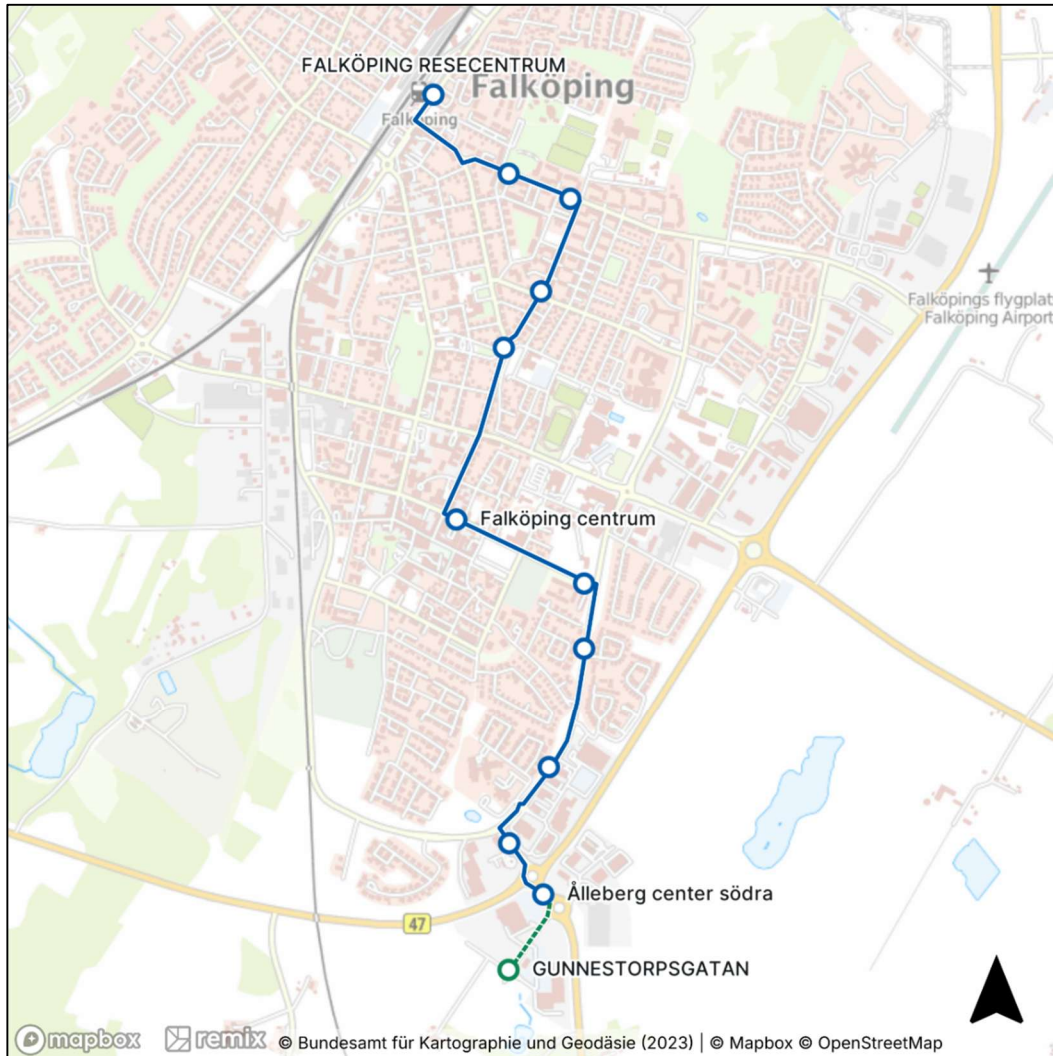 FALKÖPING RESECENTRUM
Falköping
Falköping
Falköpings flygplat
Falköping Airport
Falköping centrum
Ålleberg center södra
47
GUNNESTORPSGATAN
mapbox remix © Bundesamt für Kartographie und Geodäsie (2023) | © Mapbox © OpenStreetMap